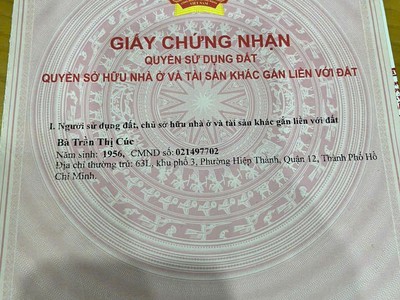 VIỆT NAM
GIẤY CHỨNG NHẬN
QUYỀN SỬ DỤNG ĐẤT
QUYỀN SỞ HỮU NHÀ Ở VÀ TÀI SẢN KHÁC GẮN LIỀN VỚI ĐẤT
I. Người sử dụng đất, chủ sở hữu nhà ở và tài sản khác gắn liền với đất
Bà Trần Thị Cúc
Năm sinh: 1956, CMND số: 021497702
Địa chỉ thường trú: 63L, khu phố 3, Phường Hiệp Thành, Quận 12, Thành Phố Hồ
Chí Minh.